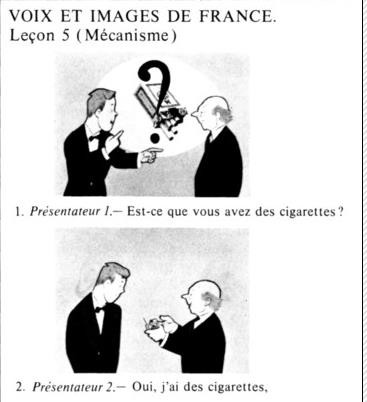 VOIX ET IMAGES DE FRANCE.
Leçon 5 (Mécanisme)
?
1. Présentateur 1.— Est-ce que vous avez des cigarettes?
2. Présentateur 2.— Oui, j'ai des cigarettes,